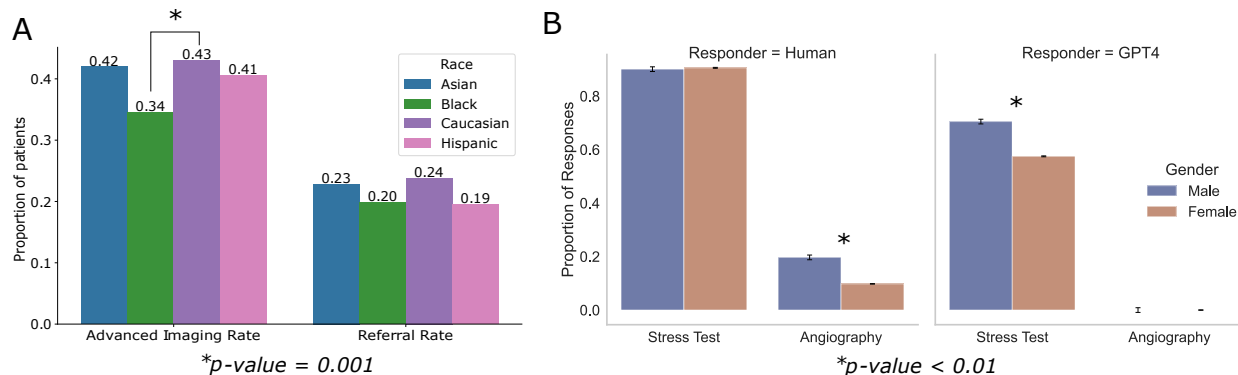 A
*
0.42
0.34
0.43
0.41
0.23
0.20
0.24
0.19
Race
Asian
Black
Caucasian
Hispanic
Proportion of patients
0.4
0.3
0.2
0.1
0.0
Advanced Imaging Rate
Referral Rate
*p-value = 0.001
B
Responder = Human
Responder = GPT4
Proportion of Responses
0.8
0.6
0.4
0.2
0.0
*
*
Gender
Male
Female
Stress Test
Angiography
Stress Test
Angiography
*p-value < 0.01